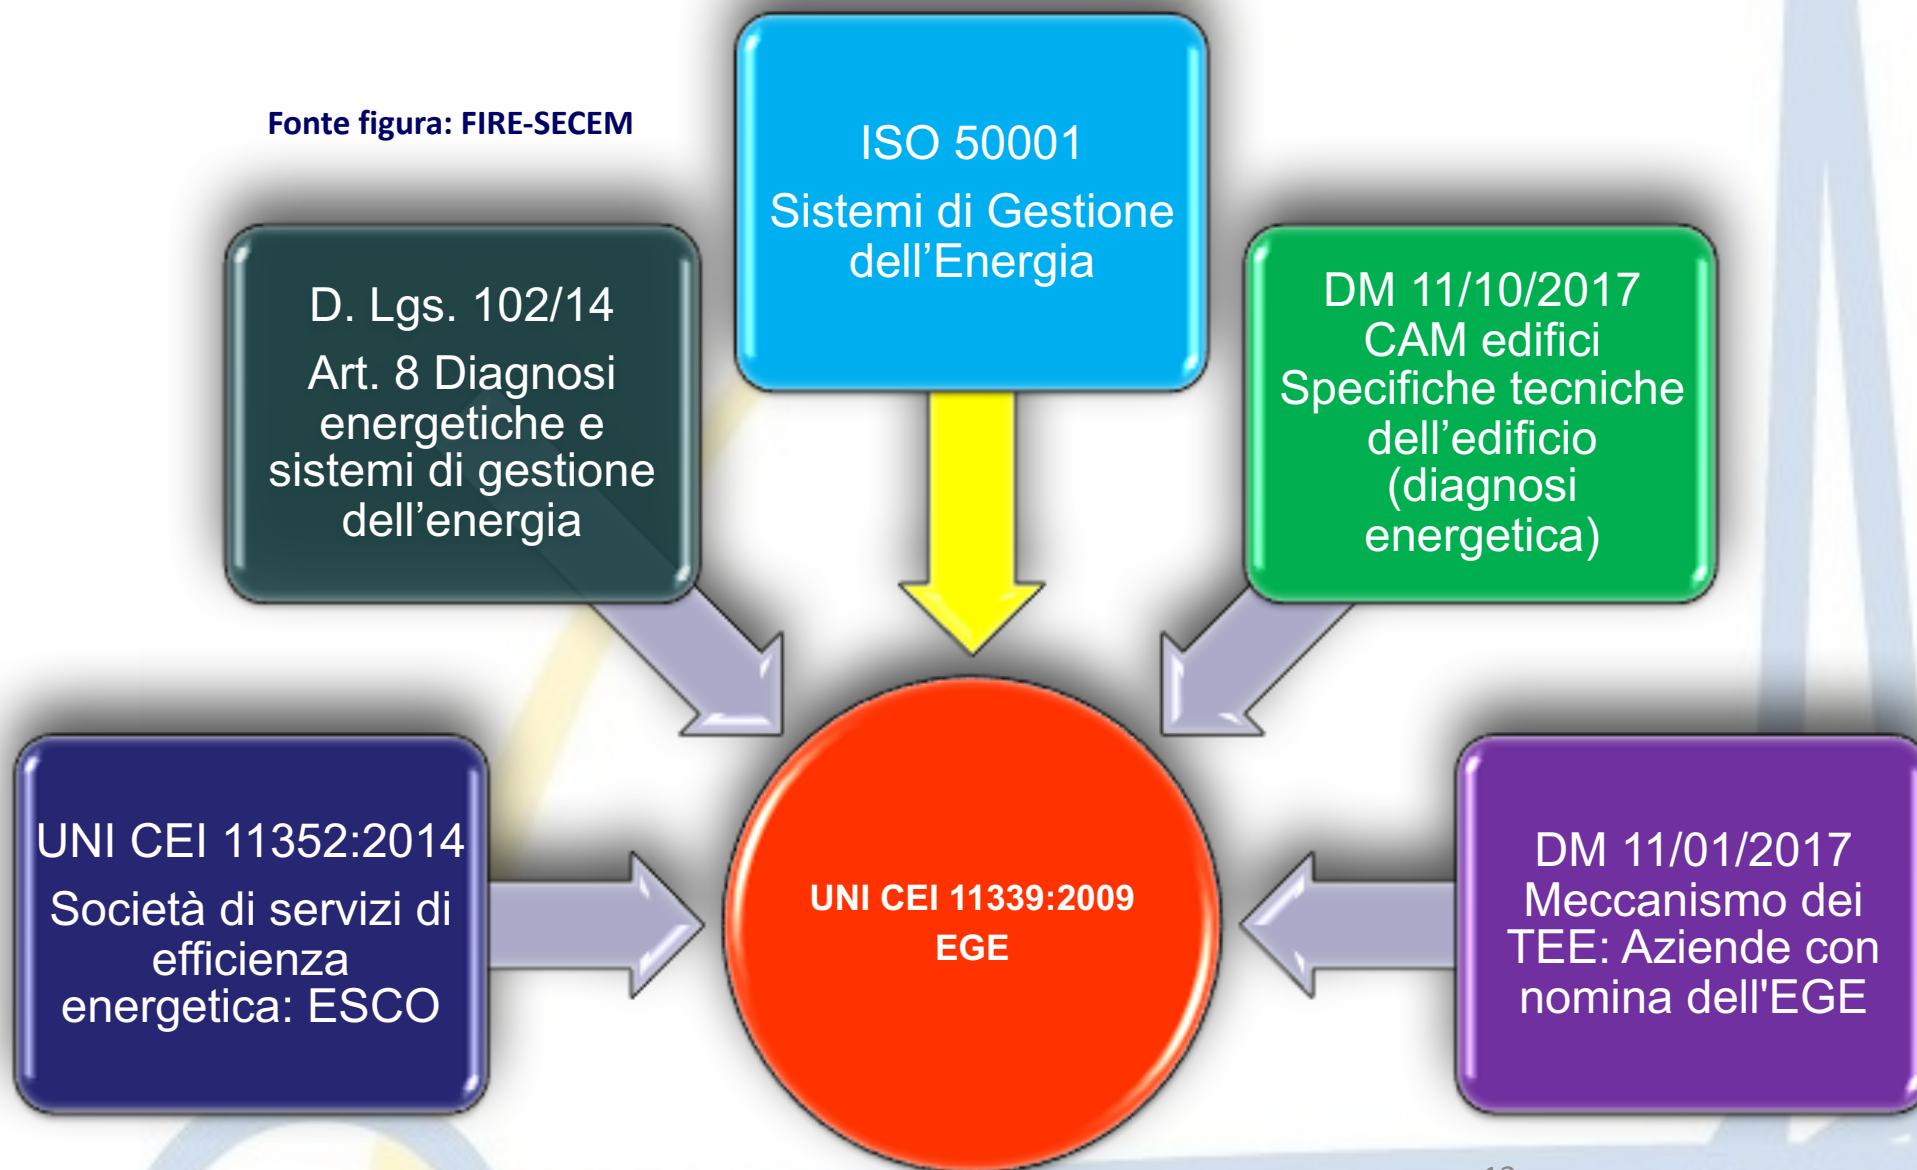 Fonte figura: FIRE-SECEM
ISO 50001
Sistemi di Gestione
dell’Energia
D. Lgs. 102/14
Art. 8 Diagnosi
energetiche e
sistemi di gestione
dell’energia
DM 11/10/2017
CAM edifici
Specifiche tecniche
dell’edificio
(diagnosi
energetica)
UNI CEI 11352:2014
Società di servizi di
efficienza
energetica: ESCO
UNI CEI 11339:2009
EGE
DM 11/01/2017
Meccanismo dei
TEE: Aziende con
nomina dell'EGE